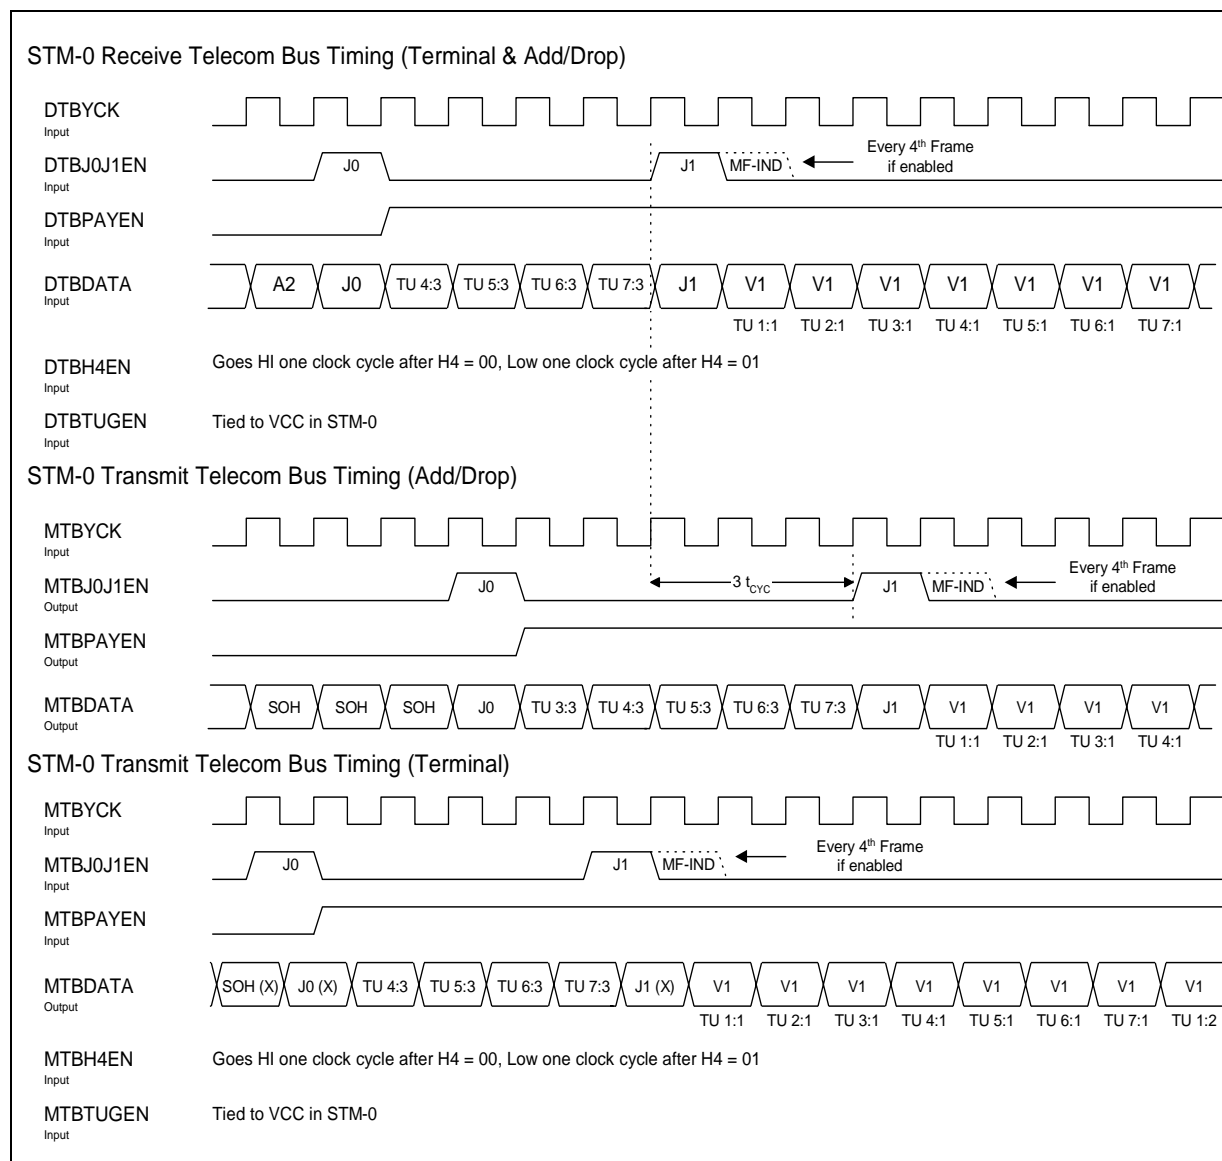 STM-0 Receive Telecom Bus Timing (Terminal & Add/Drop)
DTBYCK
Input
DTBJ0J1EN
Input
J0
J1
MF-IND
Every 4th Frame
if enabled
DTBPAYEN
Input
DTBDATA
Input
A2 J0 TU 4:3 TU 5:3 TU 6:3 TU 7:3 J1 V1 V1 V1 V1 V1 V1 V1
TU 1:1 TU 2:1 TU 3:1 TU 4:1 TU 5:1 TU 6:1 TU 7:1
DTBH4EN
Input
Goes HI one clock cycle after H4 = 00, Low one clock cycle after H4 = 01
DTBTUGEN
Input
Tied to VCC in STM-0
STM-0 Transmit Telecom Bus Timing (Add/Drop)
MTBYCK
Input
MTBJ0J1EN
Output
J0
3 tCYC
J1
MF-IND
Every 4th Frame
if enabled
MTBPAYEN
Output
MTBDATA
Output
SOH SOH SOH J0 TU 3:3 TU 4:3 TU 5:3 TU 6:3 TU 7:3 J1 V1 V1 V1 V1
TU 1:1 TU 2:1 TU 3:1 TU 4:1
STM-0 Transmit Telecom Bus Timing (Terminal)
MTBYCK
Input
MTBJ0J1EN
Input
J0
J1
MF-IND
Every 4th Frame
if enabled
MTBPAYEN
Input
MTBDATA
Output
SOH (X) J0 (X) TU 4:3 TU 5:3 TU 6:3 TU 7:3 J1 (X) V1 V1 V1 V1 V1 V1 V1 V1
TU 1:1 TU 2:1 TU 3:1 TU 4:1 TU 5:1 TU 6:1 TU 7:1 TU 1:2
MTBH4EN
Input
Goes HI one clock cycle after H4 = 00, Low one clock cycle after H4 = 01
MTBTUGEN
Input
Tied to VCC in STM-0